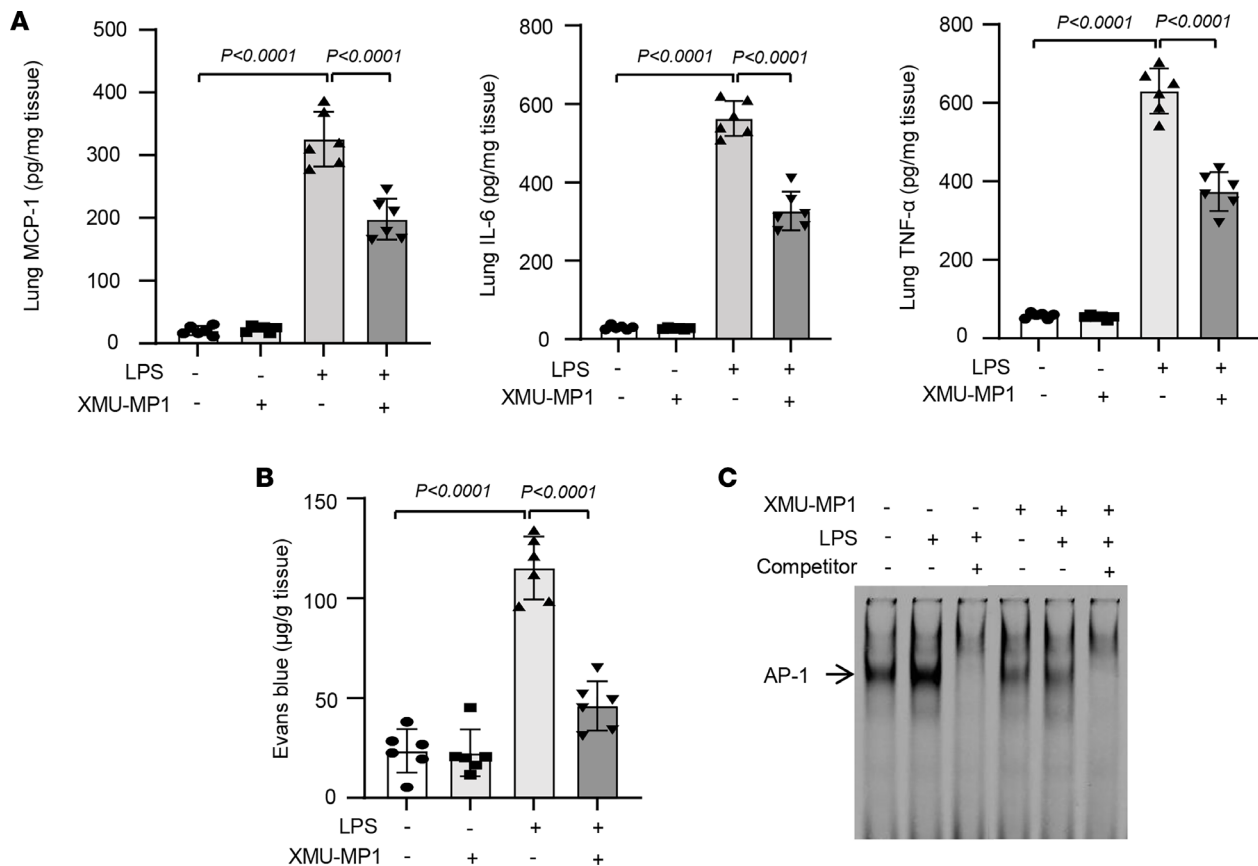 A
Lung MCP-1 (pg/mg tissue)
500
400
300
200
100
0
P<0.0001 P<0.0001
LPS - - + +
XMU-MP1 - + - +
Lung IL-6 (pg/mg tissue)
800
600
400
200
0
P<0.0001 P<0.0001
LPS - - + +
XMU-MP1 - + - +
Lung TNF-α (pg/mg tissue)
800
600
400
200
0
P<0.0001 P<0.0001
LPS - - + +
XMU-MP1 - + - +
B
Evans blue (µg/g tissue)
150
100
50
0
P<0.0001 P<0.0001
LPS - - + +
XMU-MP1 - + - +
C
XMU-MP1 - - - + + +
LPS - + + - + +
Competitor - - + - - +
AP-1